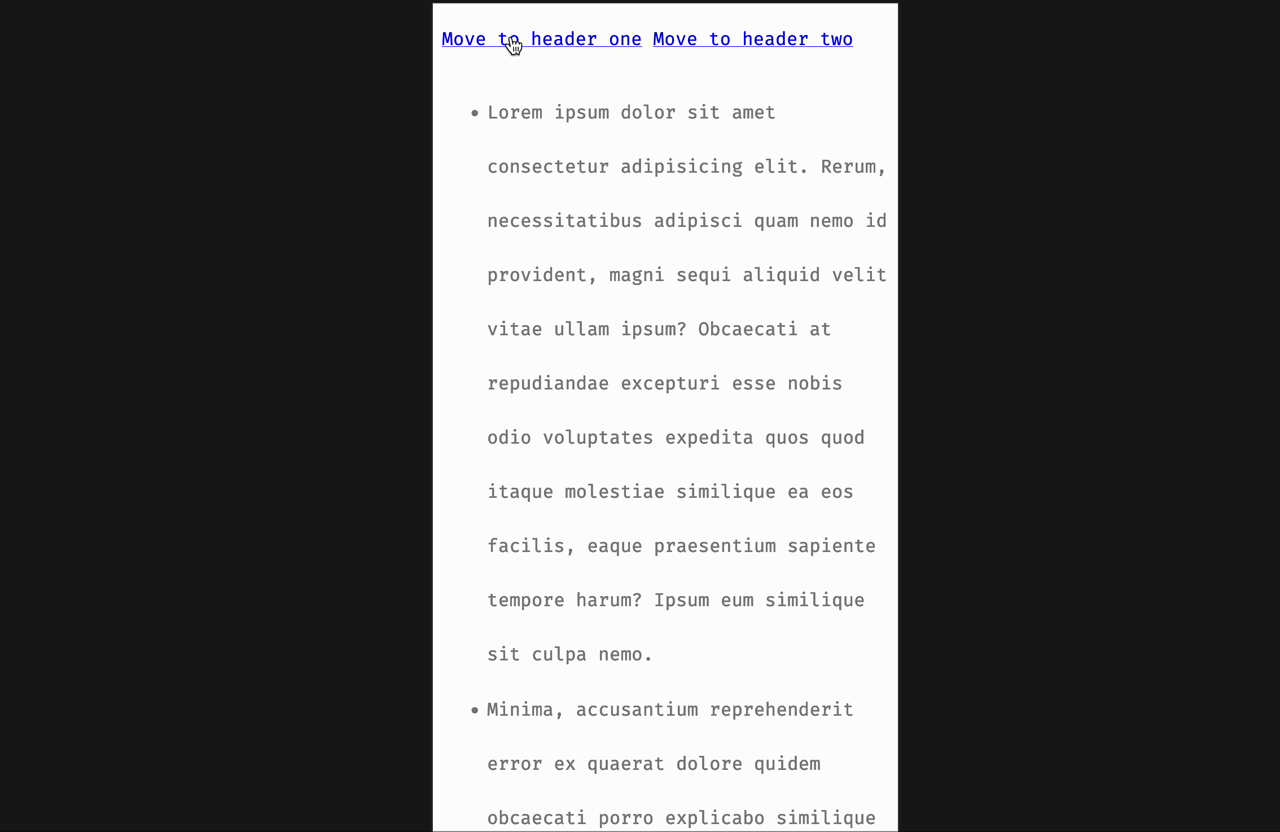 Move to header one Move to header two
• Lorem ipsum dolor sit amet
consectetur adipisicing elit. Rerum,
necessitatibus adipisci quam nemo id
provident, magni sequi aliquid velit
vitae ullam ipsum? Obcaecati at
repudiandae excepturi esse nobis
odio voluptates expedita quos quod
itaque molestiae similique ea eos
facilis, eaque praesentium sapiente
tempore harum? Ipsum eum similique
sit culpa nemo.
• Minima, accusantium reprehenderit
error ex quaerat dolore quidem
obcaecati porro explicabo similique